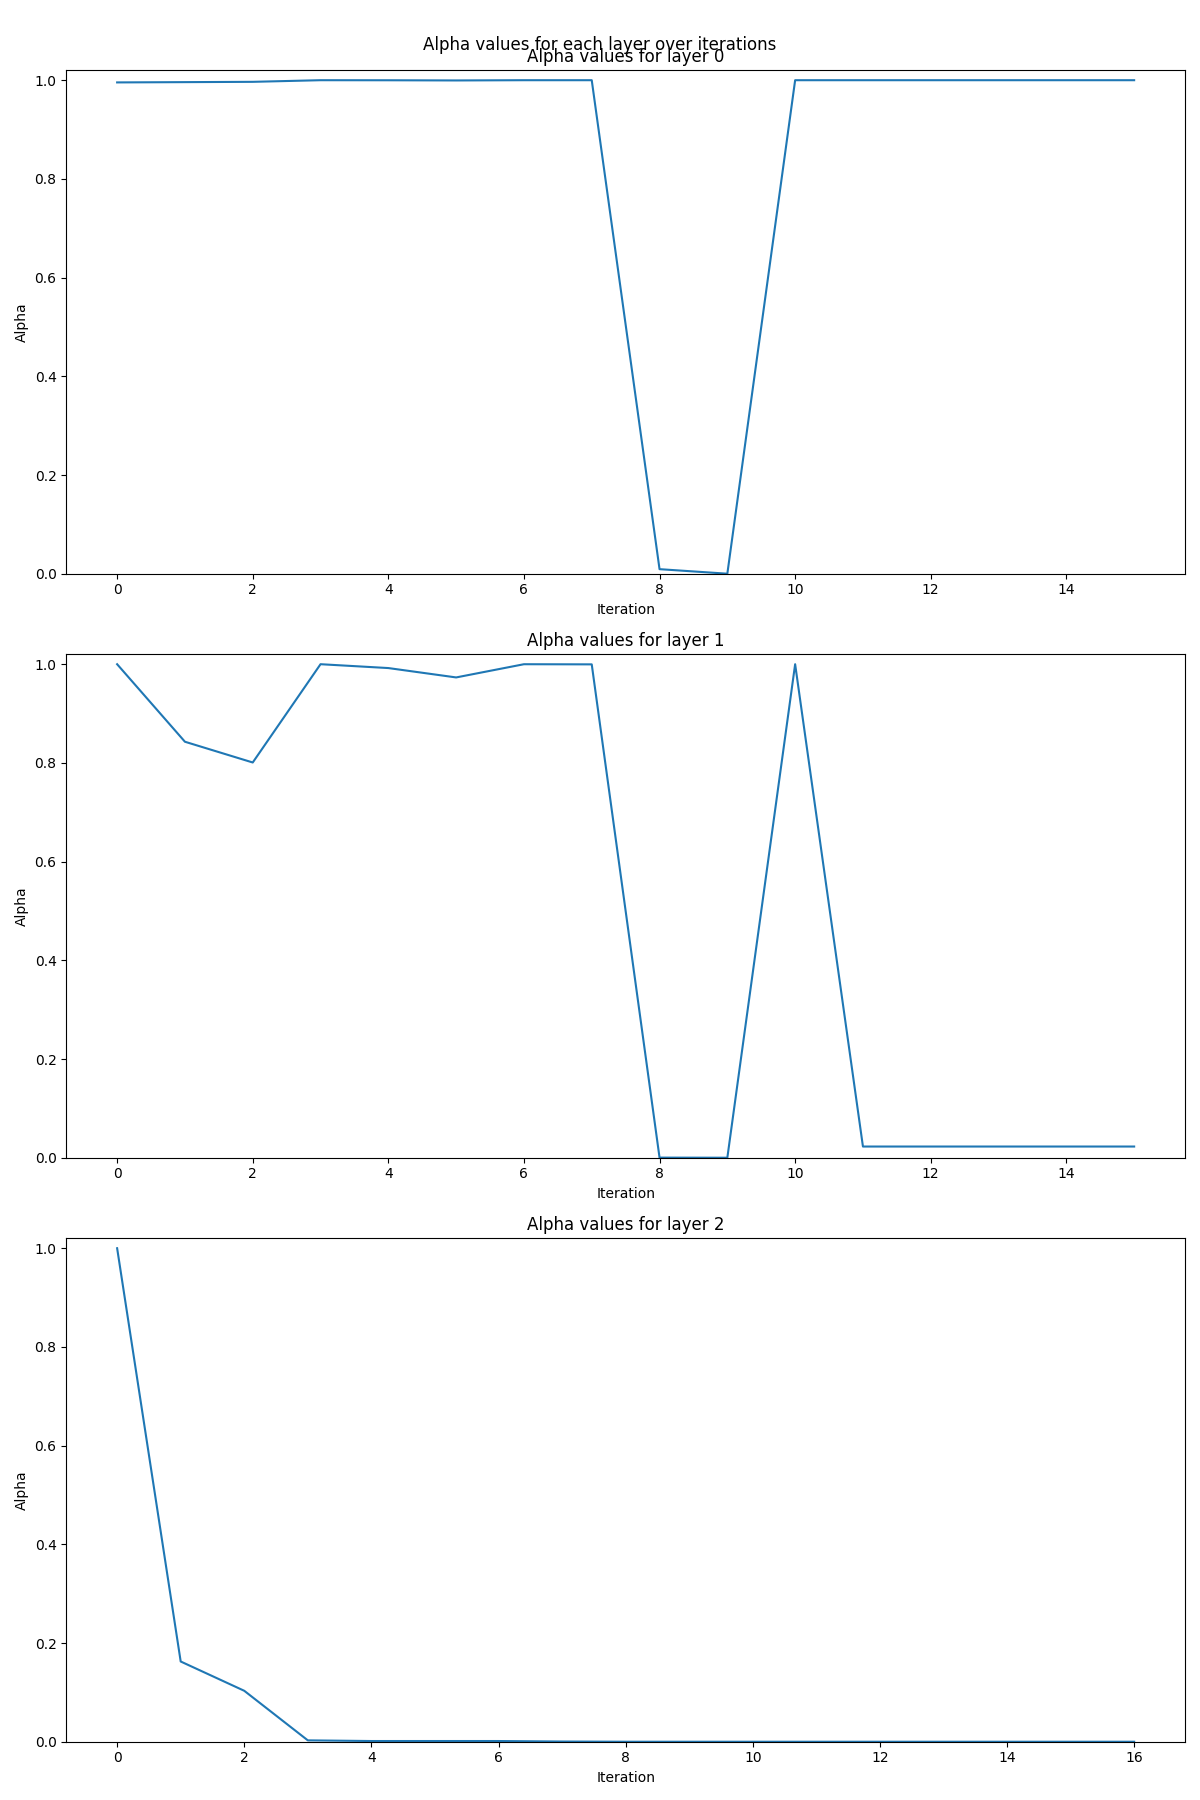 Alpha values for each layer over iterations
Alpha values for layer 0
1.0
0.8
0.6
0.4
0.2
0.0
Alpha
0 2 4 6 8 10 12 14
Iteration
Alpha values for layer 1
1.0
0.8
0.6
0.4
0.2
0.0
Alpha
0 2 4 6 8 10 12 14
Iteration
Alpha values for layer 2
1.0
0.8
0.6
0.4
0.2
0.0
Alpha
0 2 4 6 8 10 12 14 16
Iteration